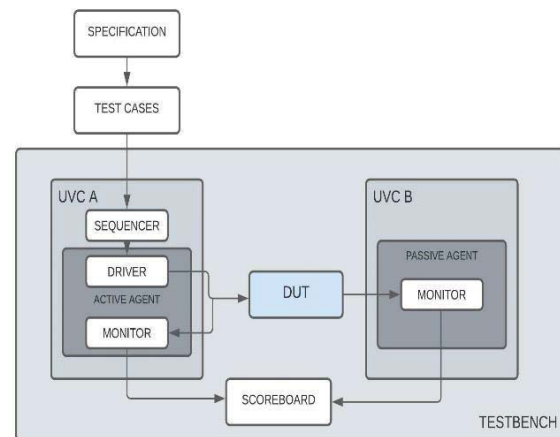 SPECIFICATION
TEST CASES
UVC A
UVC B
SEQUENCER
DRIVER
PASSIVE AGENT
DUT
ACTIVE AGENT
MONITOR
MONITOR
SCOREBOARD
TESTBENCH